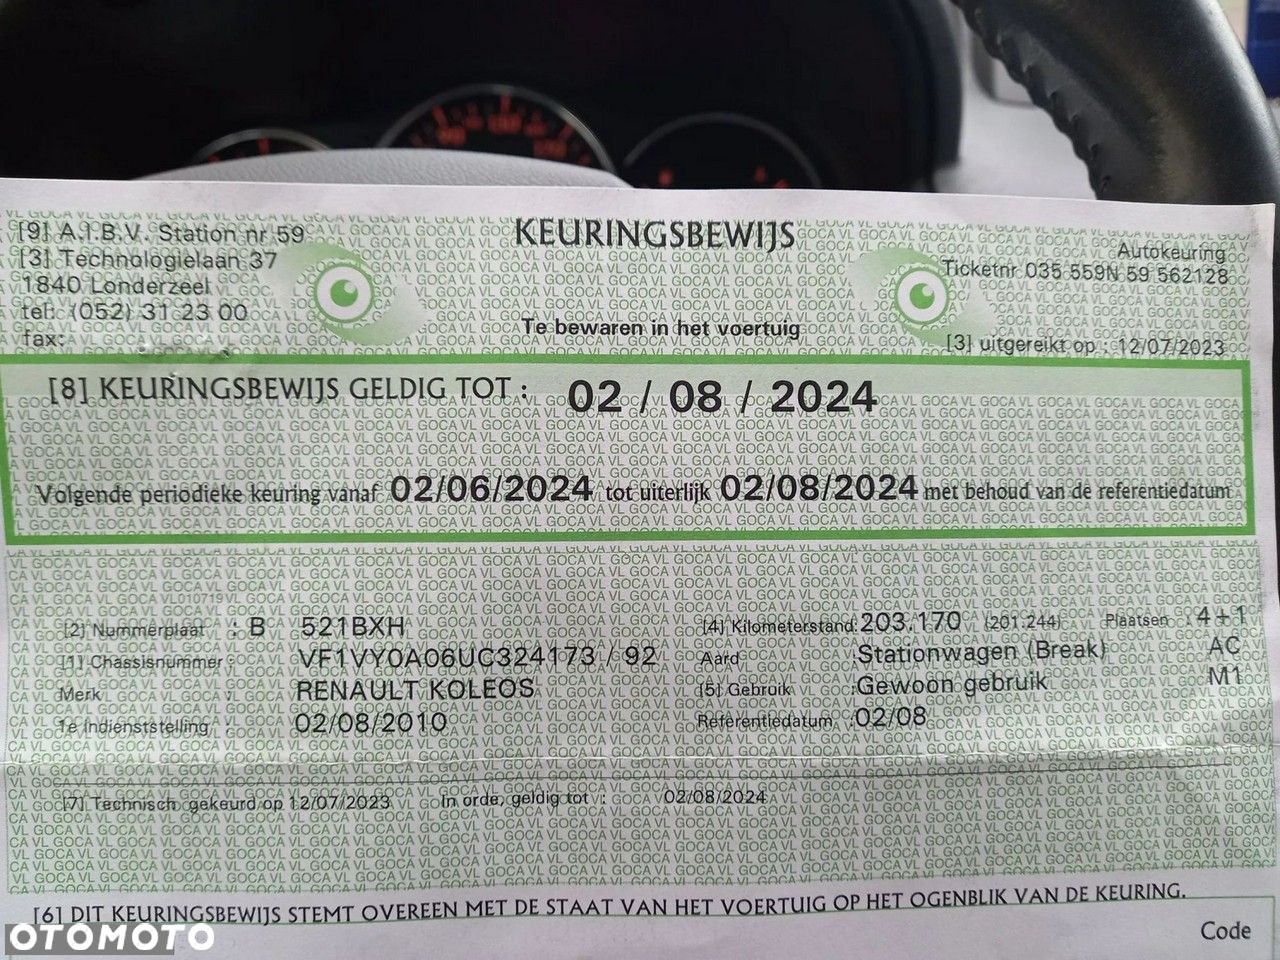 [9] A.I.B.V. Station nr 59
[3] Technologielaan 37
1840 Londerzeel
tel: (052) 31 23 00
fax:
KEURINGSBEWIJS
Te bewaren in het voertuig
Autokeuring
Ticketnr 035 559N 59 562128
[3] uitgereikt op : 12/07/2023
[8] KEURINGSBEWIJS GELDIG TOT : 02 / 08 / 2024
Volgende periodieke keuring vanaf 02/06/2024 tot uiterlijk 02/08/2024 met behoud van de referentiedatum
[2] Nummerplaat : B 521BXH
[1] Chassisnummer : VF1VY0A06UC324173 / 92
Merk : RENAULT KOLEOS
1e indienststelling : 02/08/2010
[4] Kilometerstand: 203.170 (201.244) Plaatsen : 4+1
Aard : Stationwagen (Break) AC
[5] Gebruik : Gewoon gebruik M1
Referentiedatum : 02/08
[7] Technisch gekeurd op 12/07/2023 In orde, geldig tot : 02/08/2024
[6] DIT KEURINGSBEWIJS STEMT OVEREEN MET DE STAAT VAN HET VOERTUIG OP HET OGENBLIK VAN DE KEURING.
Code
OTOMOTO